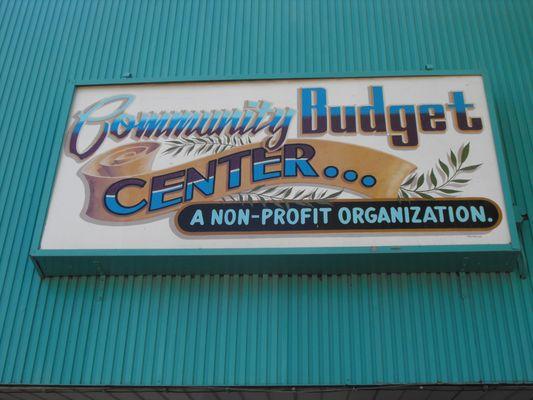 Community Budget
CENTER...
A NON-PROFIT ORGANIZATION.